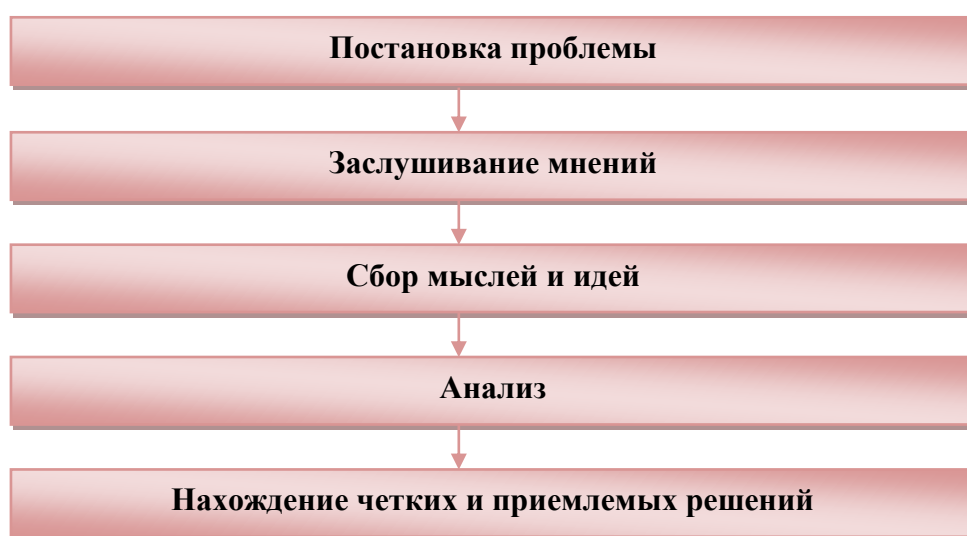 Постановка проблемы
Заслушивание мнений
Сбор мыслей и идей
Анализ
Нахождение четких и приемлемых решений